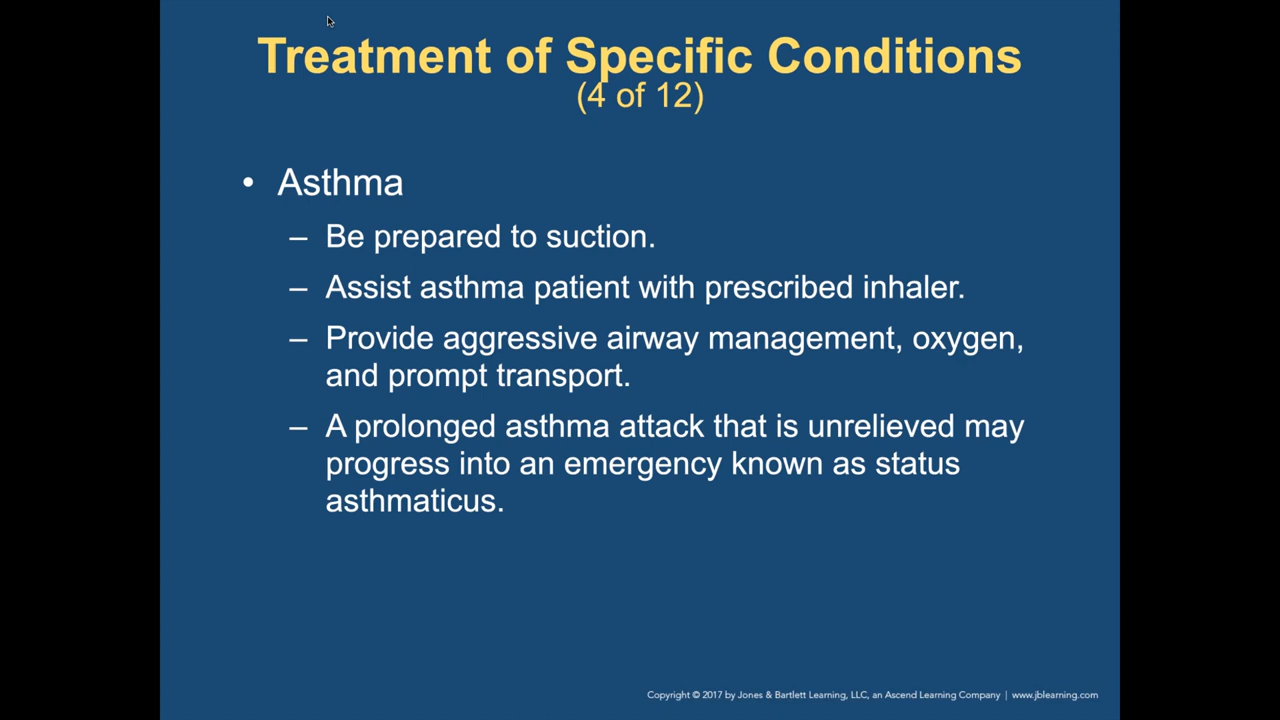 Treatment of Specific Conditions
(4 of 12)
• Asthma
– Be prepared to suction.
– Assist asthma patient with prescribed inhaler.
– Provide aggressive airway management, oxygen,
and prompt transport.
– A prolonged asthma attack that is unrelieved may
progress into an emergency known as status
asthmaticus.
Copyright © 2017 by Jones & Bartlett Learning, LLC, an Ascend Learning Company | www.jblearning.com